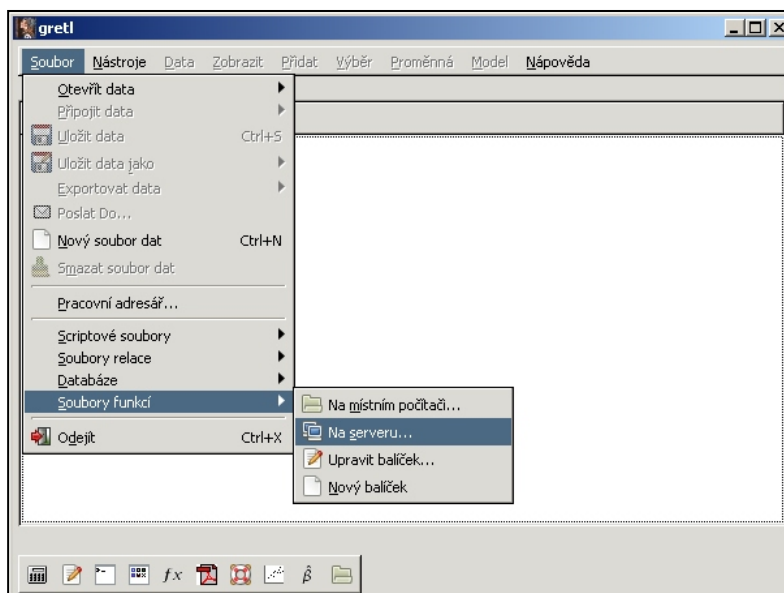 gretl
Soubor Nástroje Data Zobrazit Přidat Výběr Proměnná Model Nápověda
Otevřít data
Připojit data
Uložit data Ctrl+S
Uložit data jako
Exportovat data
Poslat Do...
Nový soubor dat Ctrl+N
Smazat soubor dat
Pracovní adresář...
Scriptové soubory
Soubory relace
Databáze
Soubory funkcí
Odejít Ctrl+X
Na místním počítači...
Na serveru...
Upravit balíček...
Nový balíček
fx β̂